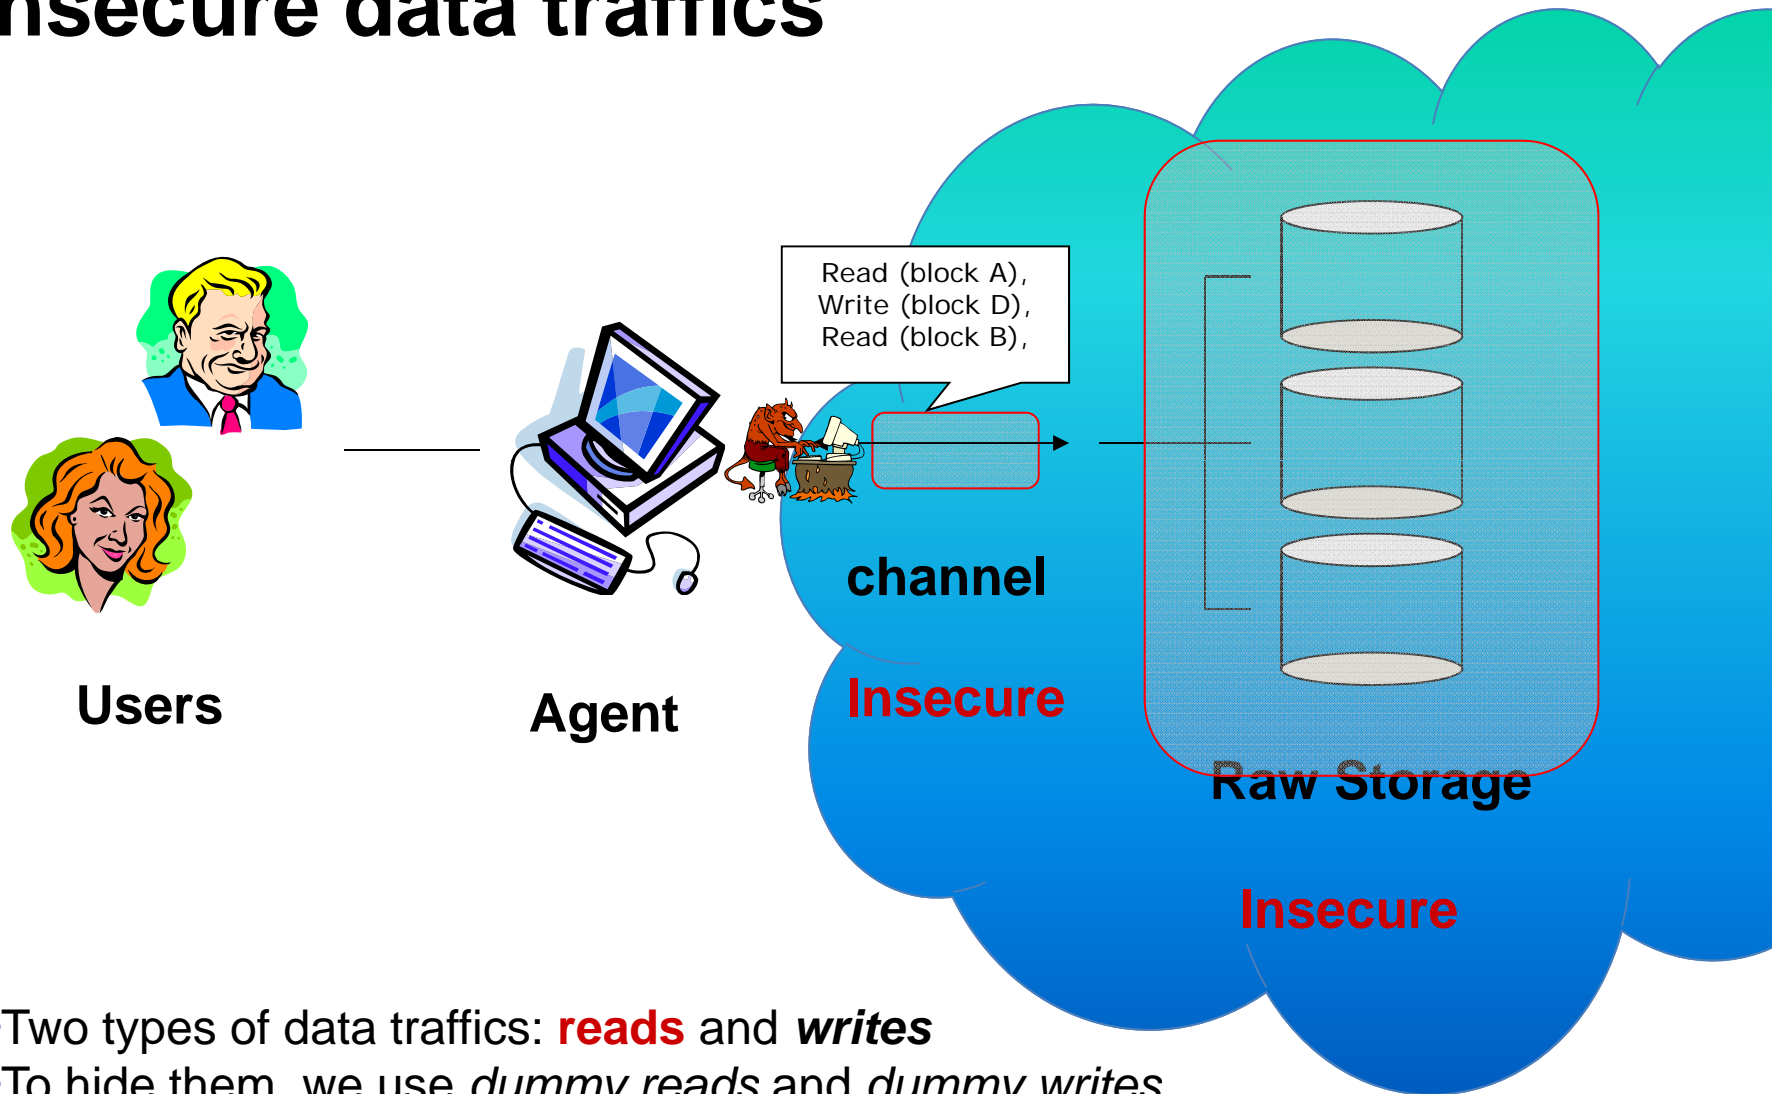 nsecure data traffics
Read (block A),
Write (block D),
Read (block B),
channel
Insecure
Users
Agent
Raw Storage
Insecure
•Two types of data traffics: reads and writes
•To hide them, we use dummy reads and dummy writes